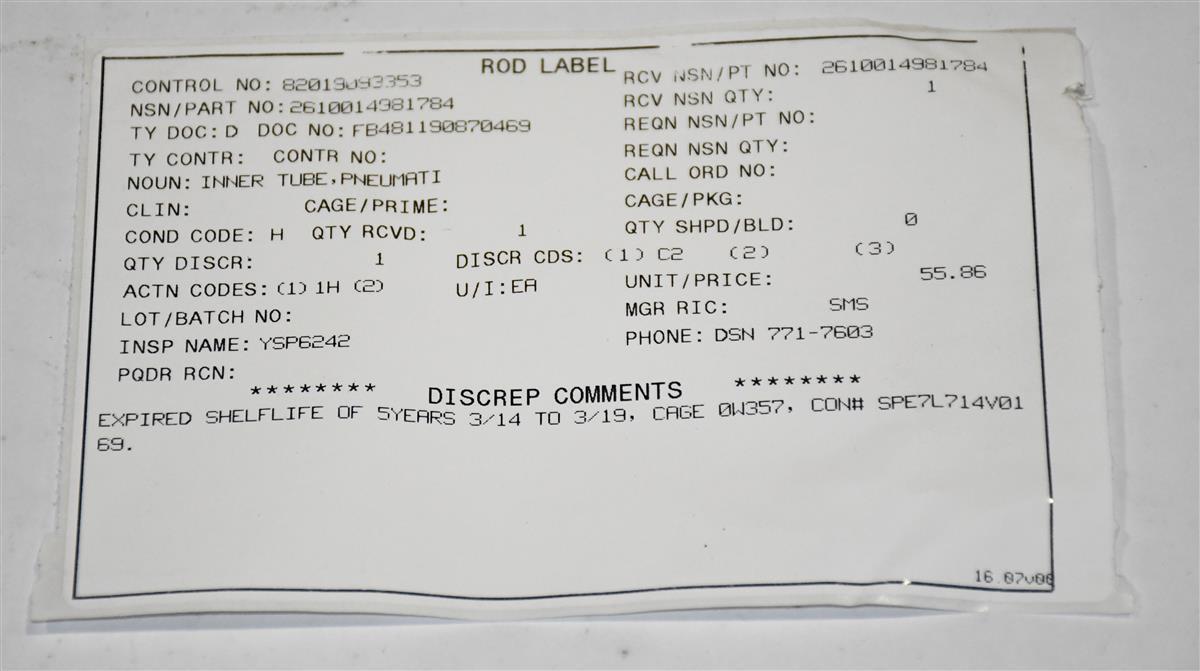 ROD LABEL
CONTROL NO: 82019093353
NSN/PART NO: 2610014981784
TY DOC: D DOC NO: FB481190870469
TY CONTR: CONTR NO:
NOUN: INNER TUBE,PNEUMATI
CLIN: CAGE/PRIME:
COND CODE: H QTY RCVD: 1
QTY DISCR: 1 DISCR CDS: (1) C2 (2) (3)
ACTN CODES: (1) 1H (2) U/I: EA
LOT/BATCH NO:
INSP NAME: YSP6242
PQDR RCN:
RCV NSN/PT NO: 2610014981784
RCV NSN QTY: 1
REQN NSN/PT NO:
REQN NSN QTY:
CALL ORD NO:
CAGE/PKG:
QTY SHPD/BLD: 0
UNIT/PRICE: 55.86
MGR RIC: SMS
PHONE: DSN 771-7603
******** DISCREP COMMENTS ********
EXPIRED SHELFLIFE OF 5YEARS 3/14 TO 3/19, CAGE 0W357, CON# SPE7L714V01
69.